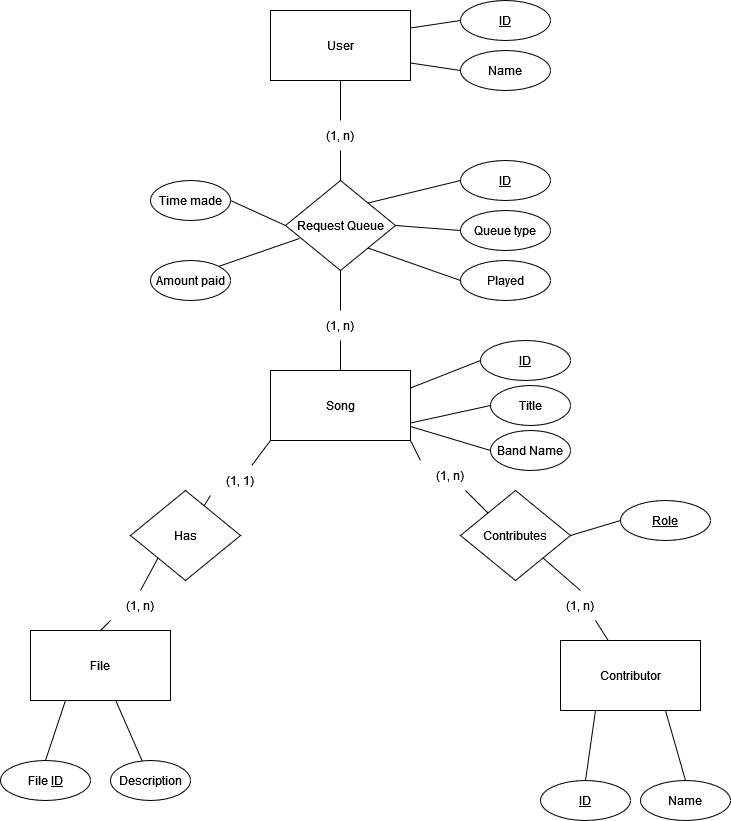 User
ID
Name
(1, n)
Time made
Amount paid
Request Queue
ID
Queue type
Played
(1, n)
Song
ID
Title
Band Name
(1, 1)
(1, n)
Has
Contributes
Role
(1, n)
(1, n)
File
Contributor
File ID
Description
ID
Name